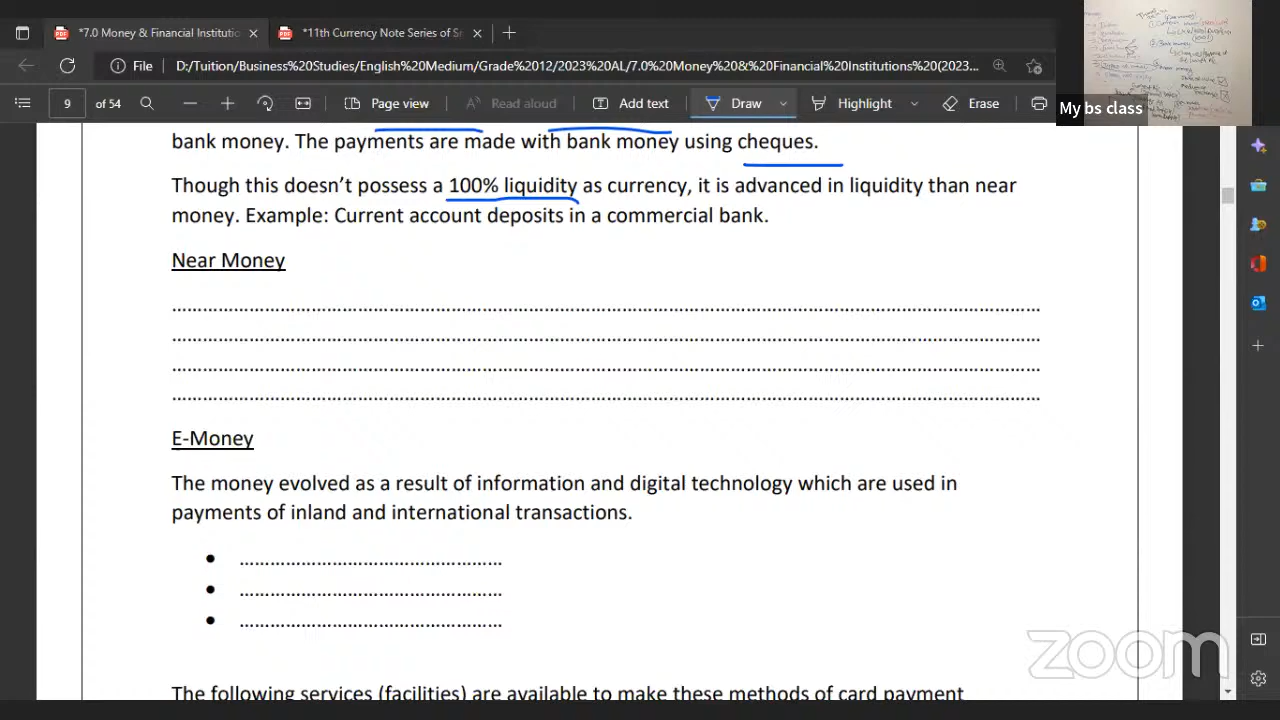 *7.0 Money & Financial Institutio
*11th Currency Note Series of S
File
D:/Tuition/Business%20Studies/English%20Medium/Grade%2012/2023%20AL/7.0%20Money%20&%20Financial%20Institutions%20(2023...
9 of 54
Page view
Read aloud
Add text
Draw
Highlight
Erase
My bs class
bank money. The payments are made with bank money using cheques.
Though this doesn’t possess a 100% liquidity as currency, it is advanced in liquidity than near
money. Example: Current account deposits in a commercial bank.
Near Money
E-Money
The money evolved as a result of information and digital technology which are used in
payments of inland and international transactions.
The following services (facilities) are available to make these methods of card payment
zoom